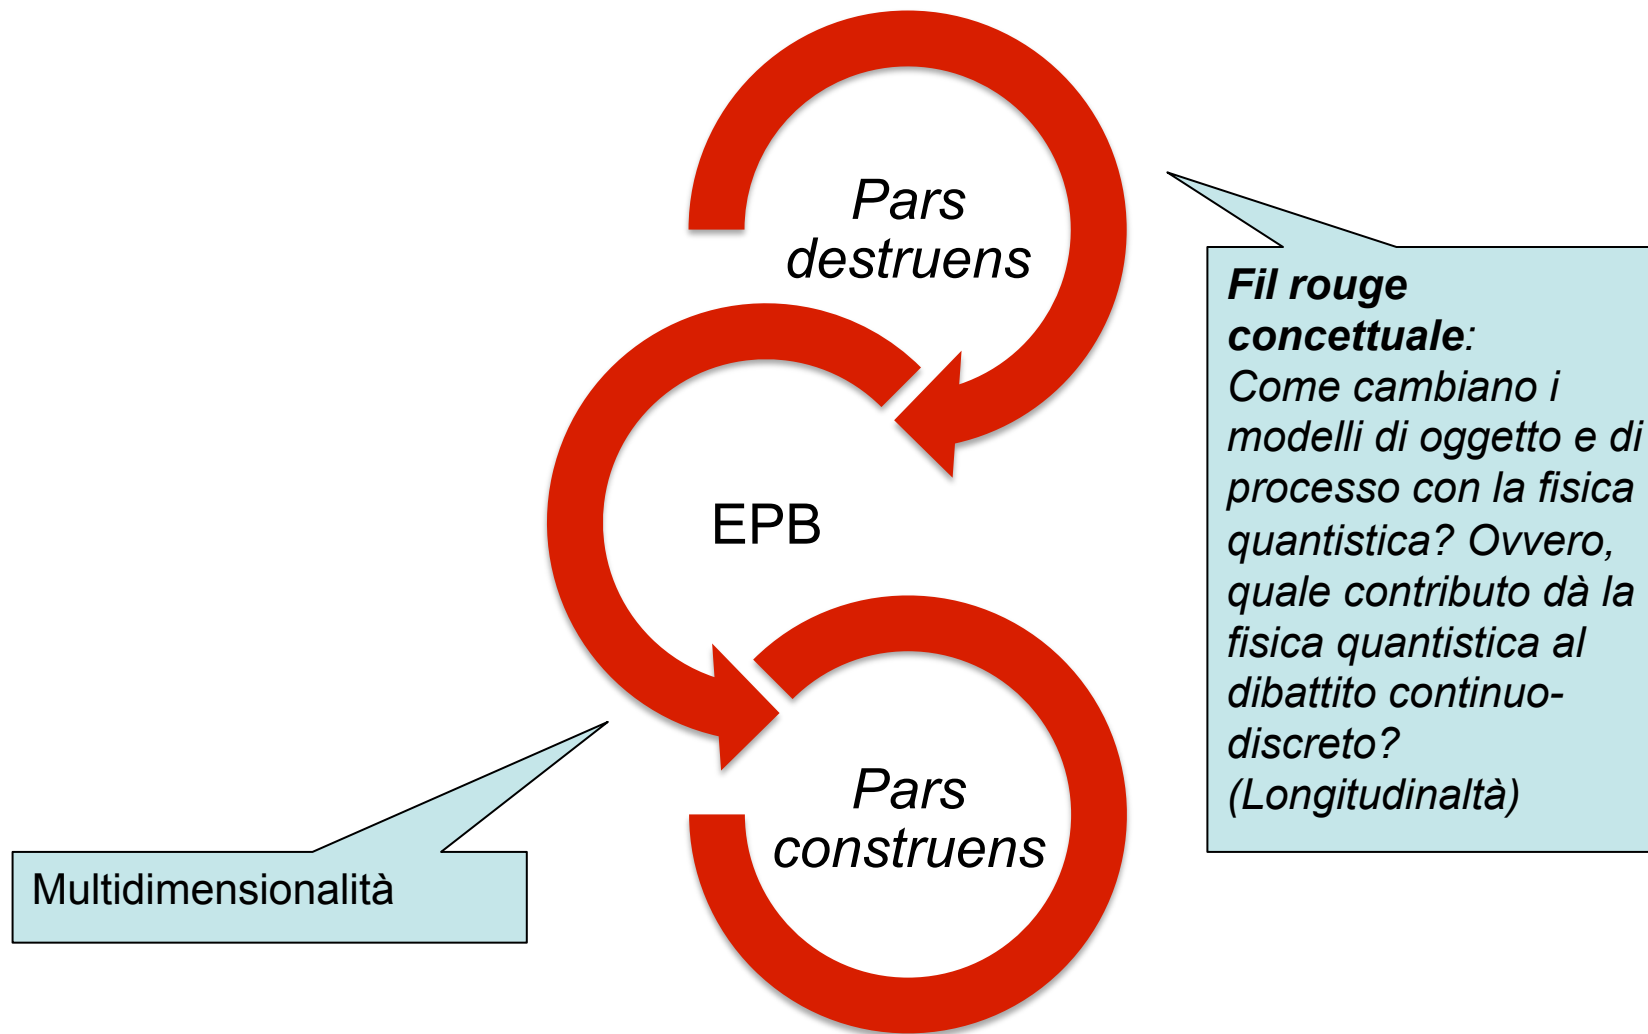 Pars
destruens
Fil rouge
concettuale:
Come cambiano i
modelli di oggetto e di
processo con la fisica
quantistica? Ovvero,
quale contributo dà la
fisica quantistica al
dibattito continuo-
discreto?
(Longitudinaltà)
EPB
Pars
construens
Multidimensionalità